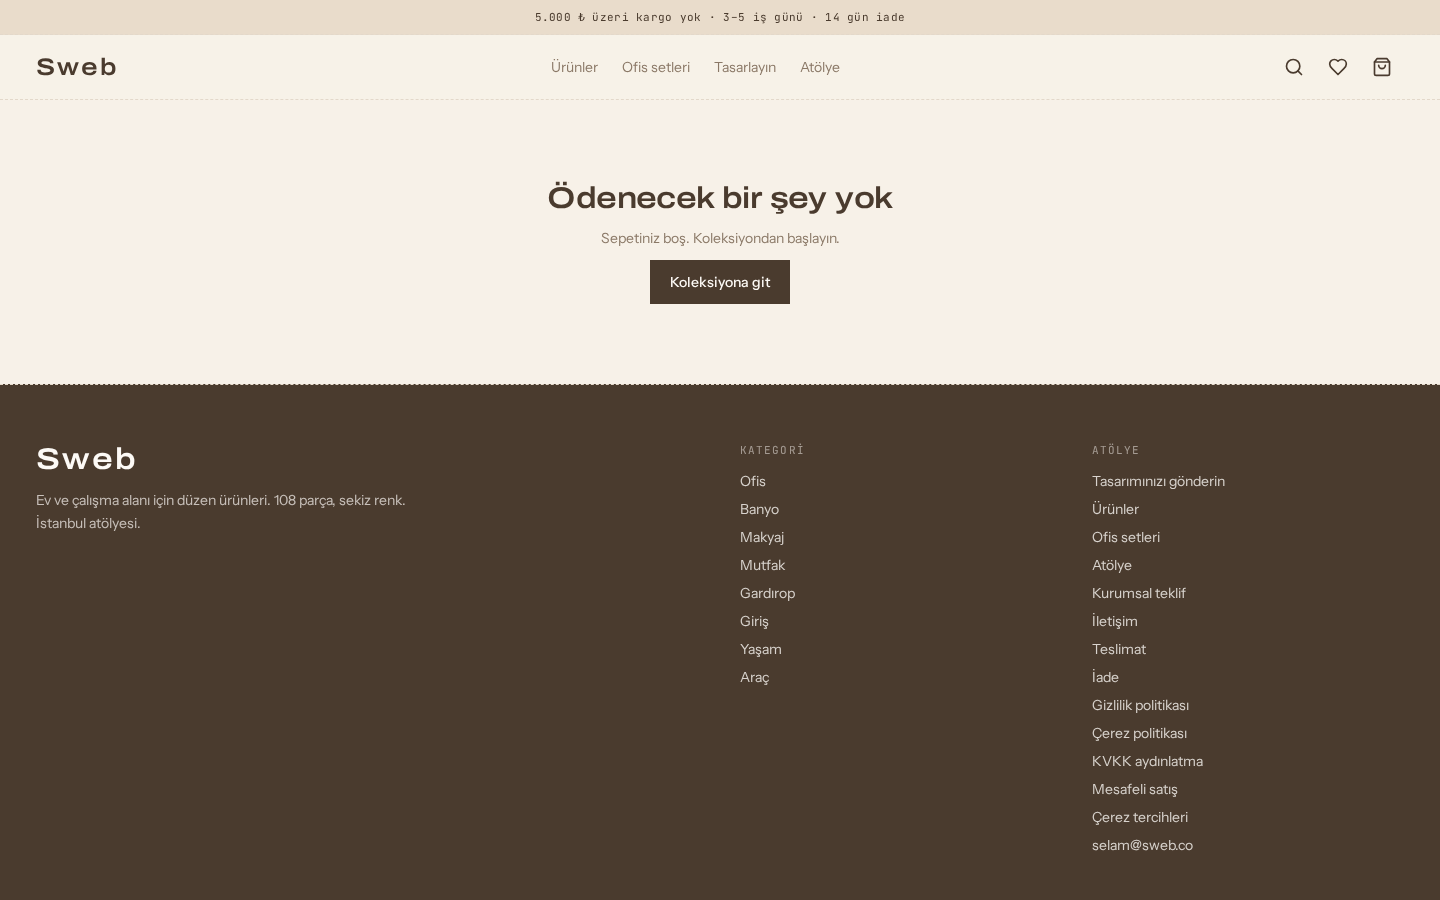 5.000 ₺ üzeri kargo yok · 3–5 iş günü · 14 gün iade
Sweb
Ürünler
Ofis setleri
Tasarlayın
Atölye
Ödenecek bir şey yok
Sepetiniz boş. Koleksiyondan başlayın.
Koleksiyona git
Sweb
Ev ve çalışma alanı için düzen ürünleri. 108 parça, sekiz renk.
İstanbul atölyesi.
KATEGORİ
Ofis
Banyo
Makyaj
Mutfak
Gardırop
Giriş
Yaşam
Araç
ATÖLYE
Tasarımınızı gönderin
Ürünler
Ofis setleri
Atölye
Kurumsal teklif
İletişim
Teslimat
İade
Gizlilik politikası
Çerez politikası
KVKK aydınlatma
Mesafeli satış
Çerez tercihleri
selam@sweb.co